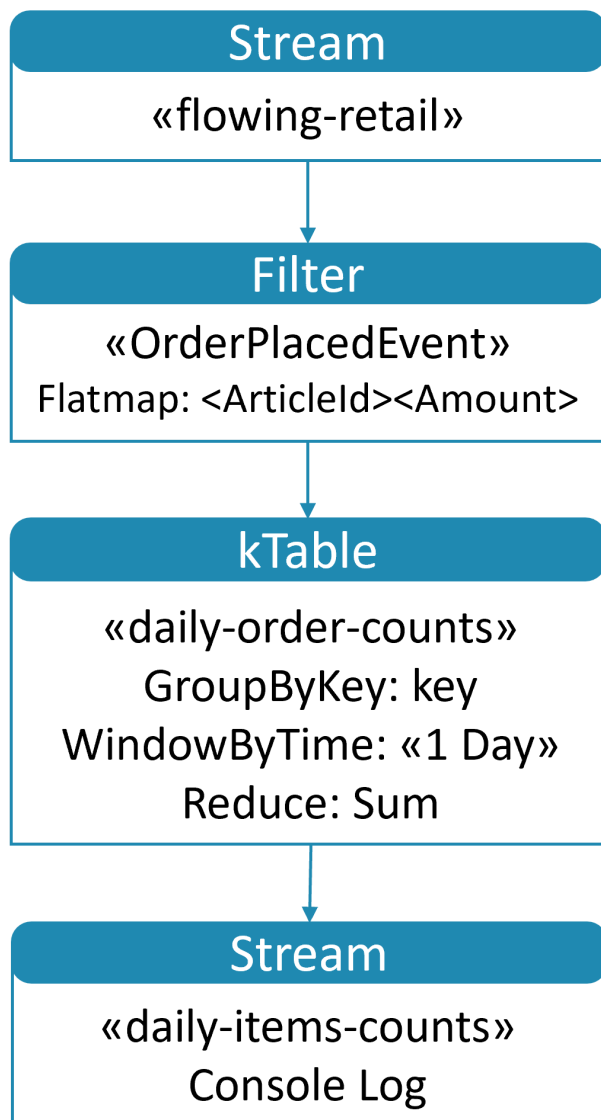 Stream
«flowing-retail»
Filter
«OrderPlacedEvent»
Flatmap: <ArticleId><Amount>
kTable
«daily-order-counts»
GroupByKey: key
WindowByTime: «1 Day»
Reduce: Sum
Stream
«daily-items-counts»
Console Log